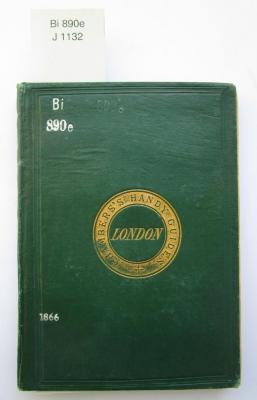 Bi 890e
J 1132
Bi
890e
CHAMBERS'S HANDY GUIDES
LONDON
1866